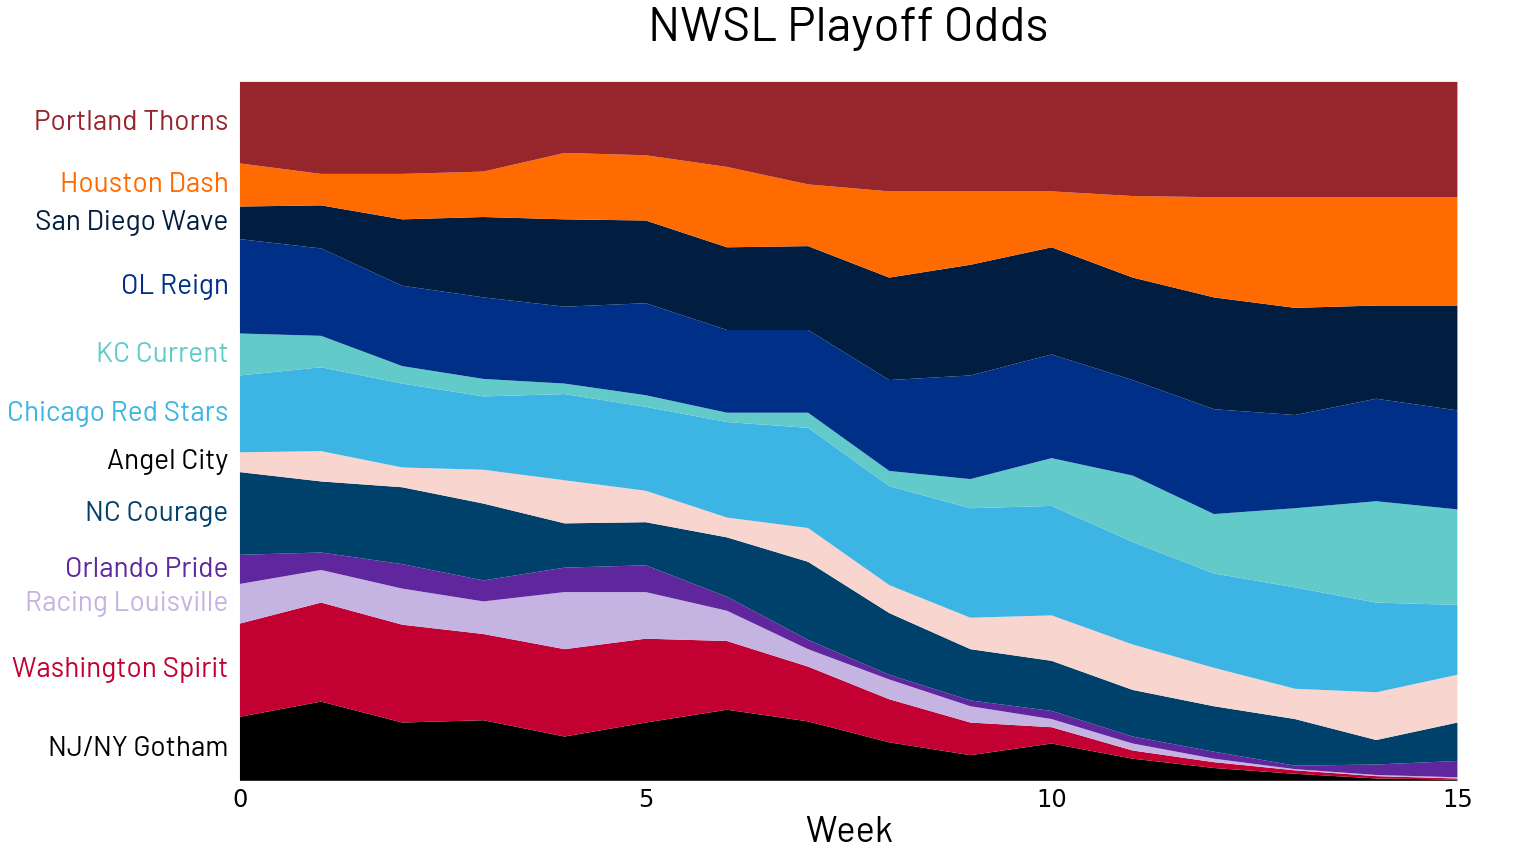 NWSL Playoff Odds
Portland Thorns
Houston Dash
San Diego Wave
OL Reign
KC Current
Chicago Red Stars
Angel City
NC Courage
Orlando Pride
Racing Louisville
Washington Spirit
NJ/NY Gotham
0 5 10 15
Week